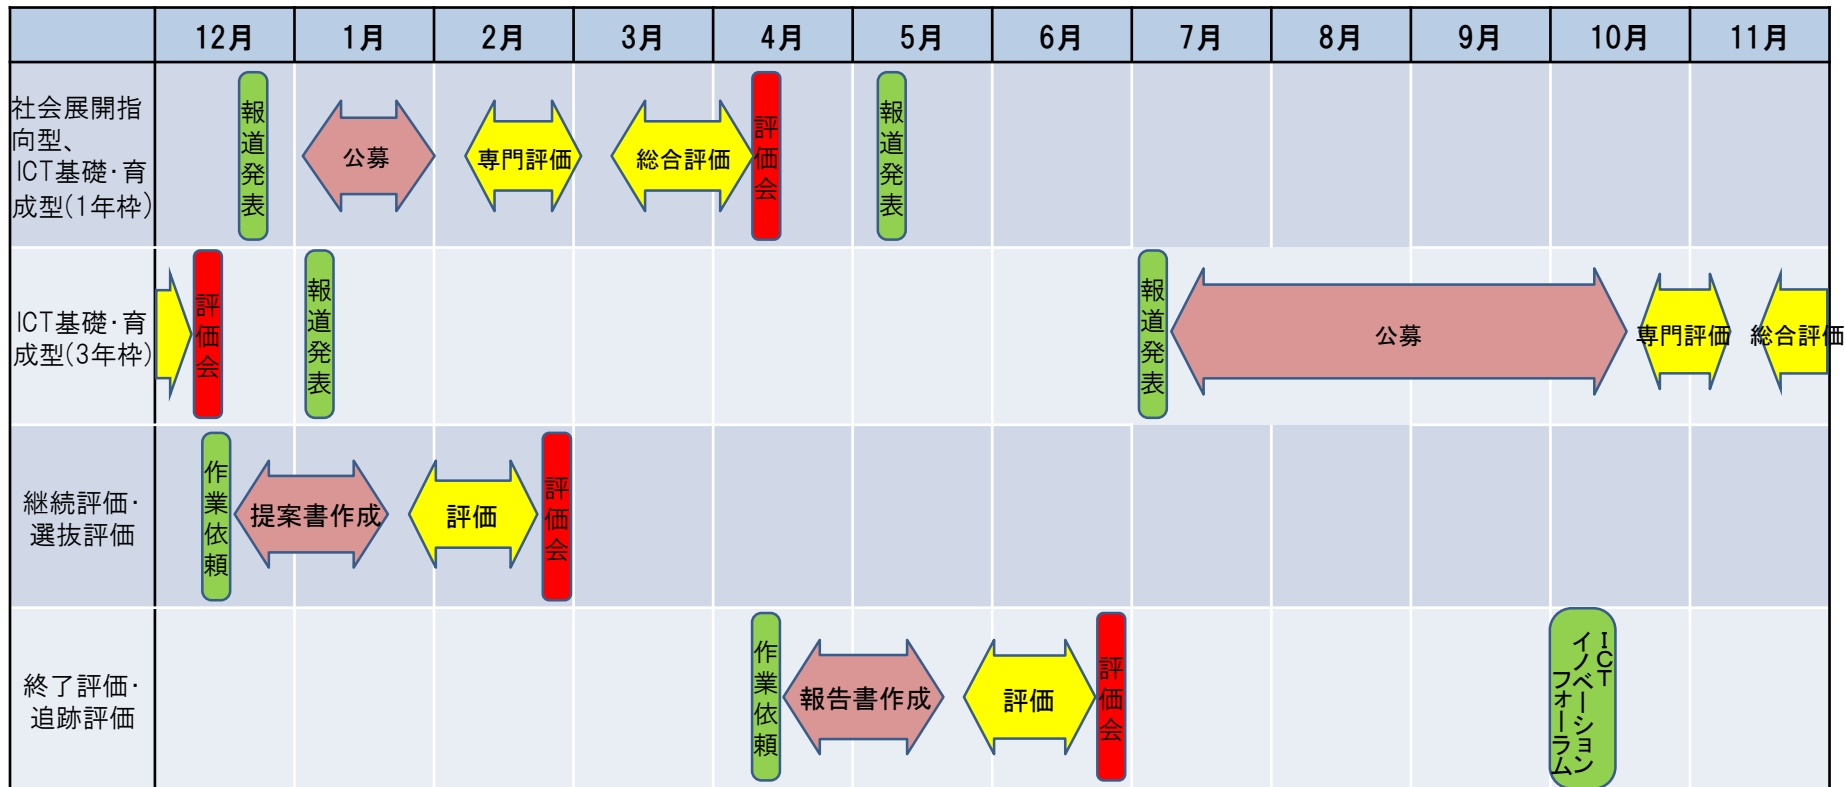 12月
1月
2月
3月
4月
5月
6月
7月
8月
9月
10月
11月
社会展開指
向型、
ICT基礎・育
成型(1年枠)
報道発表
公募
専門評価
総合評価
評価会
報道発表
ICT基礎・育
成型(3年枠)
評価会
報道発表
報道発表
公募
専門評価
総合評価
継続評価・
選抜評価
作業依頼
提案書作成
評価
評価会
終了評価・
追跡評価
作業依頼
報告書作成
評価
評価会
ICT
イノベーション
フォーラム